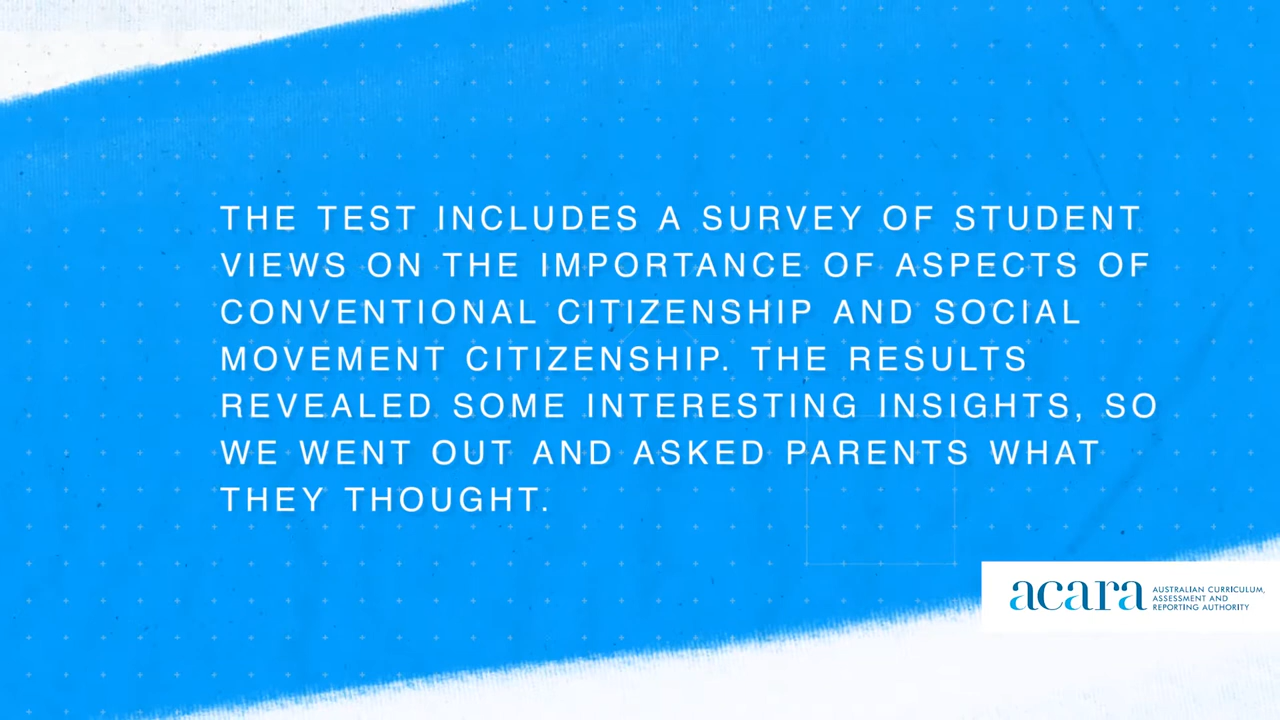 THE TEST INCLUDES A SURVEY OF STUDENT
VIEWS ON THE IMPORTANCE OF ASPECTS OF
CONVENTIONAL CITIZENSHIP AND SOCIAL
MOVEMENT CITIZENSHIP. THE RESULTS
REVEALED SOME INTERESTING INSIGHTS, SO
WE WENT OUT AND ASKED PARENTS WHAT
THEY THOUGHT.
acara
AUSTRALIAN CURRICULUM,
ASSESSMENT AND
REPORTING AUTHORITY